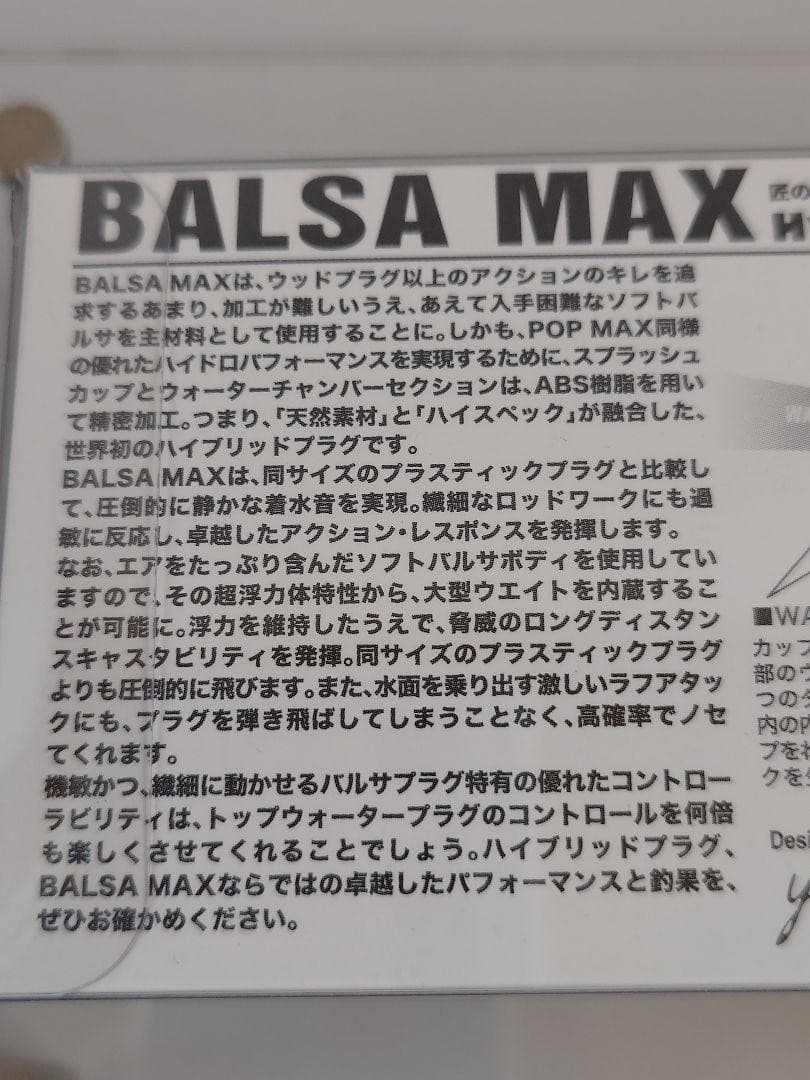 BALSA MAX
匠の
BALSA MAXは、ウッドプラグ以上のアクションのキレを追
求するあまり、加工が難しいうえ、あえて入手困難なソフトバ
ルサを主材料として使用することに。しかも、POP MAX同様
の優れたハイドロパフォーマンスを実現するために、スプラッシュ
カップとウォーターチャンバーセクションは、ABS樹脂を用い
て精密加工。つまり、「天然素材」と「ハイスペック」が融合した、
世界初のハイブリッドプラグです。
BALSA MAXは、同サイズのプラスティックプラグと比較し
て、圧倒的に静かな着水音を実現。繊細なロッドワークにも過
敏に反応し、卓越したアクション・レスポンスを発揮します。
なお、エアをたっぷり含んだソフトバルサボディを使用してい
ますので、その超浮力体特性から、大型ウエイトを内蔵するこ
とが可能に。浮力を維持したうえで、脅威のロングディスタン
スキャスタビリティを発揮。同サイズのプラスティックプラグ
よりも圧倒的に飛びます。また、水面を乗り出す激しいラフアタッ
クにも、プラグを弾き飛ばしてしまうことなく、高確率でノセ
てくれます。
機敏かつ、繊細に動かせるバルサプラグ特有の優れたコントロー
ラビリティは、トップウォータープラグのコントロールを何倍
も楽しくさせてくれることでしょう。ハイブリッドプラグ、
BALSA MAXならではの卓越したパフォーマンスと釣果を、
ぜひお確かめください。
■WA
カップ
部のウ
つのタ
内の内
プを
クを
Desi